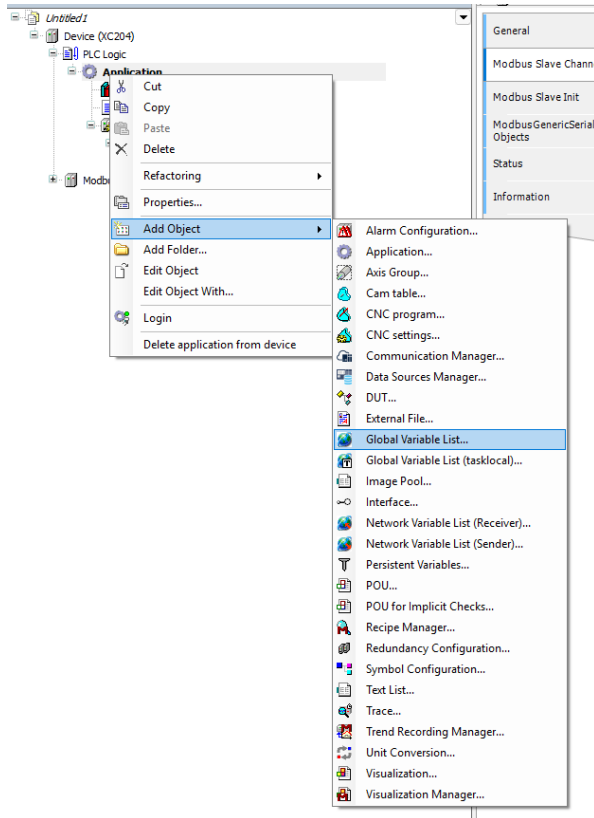 Untitled1
Device (XC204)
PLC Logic
Application
Modbu
General
Modbus Slave Chann
Modbus Slave Init
ModbusGenericSerial
Objects
Status
Information
Cut
Copy
Paste
Delete
Refactoring
Properties...
Add Object
Add Folder...
Edit Object
Edit Object With...
Login
Delete application from device
Alarm Configuration...
Application...
Axis Group...
Cam table...
CNC program...
CNC settings...
Communication Manager...
Data Sources Manager...
DUT...
External File...
Global Variable List...
Global Variable List (tasklocal)...
Image Pool...
Interface...
Network Variable List (Receiver)...
Network Variable List (Sender)...
Persistent Variables...
POU...
POU for Implicit Checks...
Recipe Manager...
Redundancy Configuration...
Symbol Configuration...
Text List...
Trace...
Trend Recording Manager...
Unit Conversion...
Visualization...
Visualization Manager...